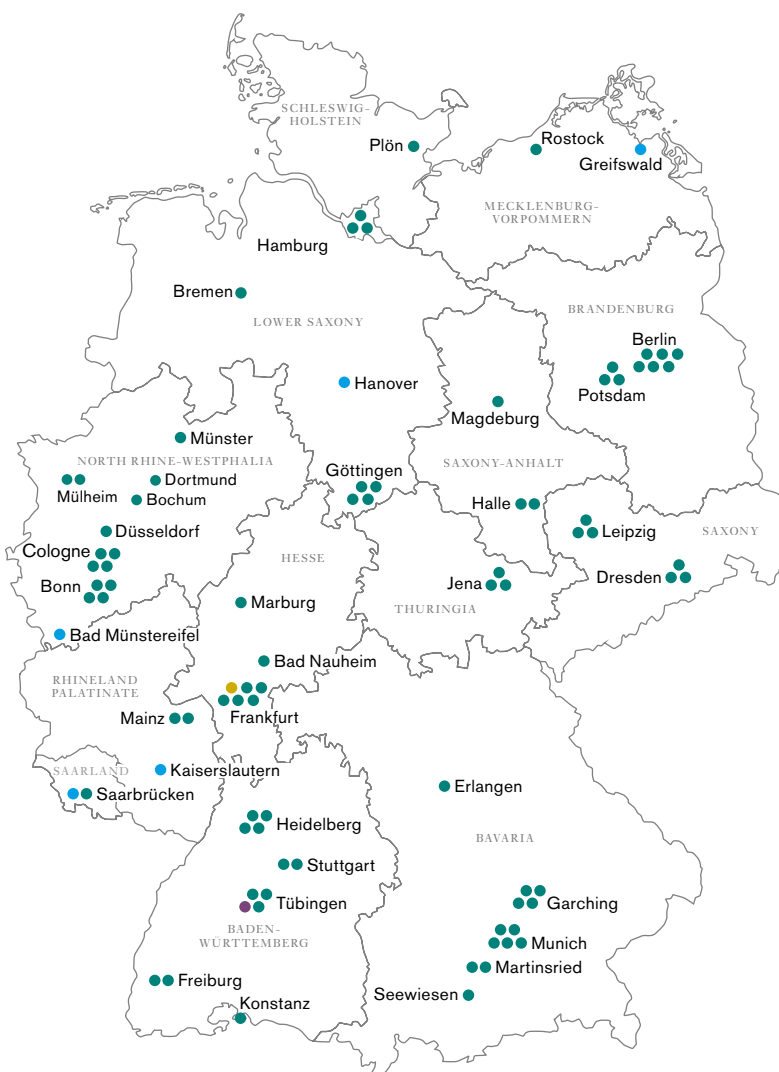 SCHLESWIG-
HOLSTEIN
Plön
Rostock
Greifswald
MECKLENBURG-
VORPOMMERN
Hamburg
Bremen
LOWER SAXONY
BRANDENBURG
Berlin
Potsdam
Hanover
Magdeburg
Münster
NORTH RHINE-WESTPHALIA
Göttingen
SAXONY-ANHALT
Dortmund
Mülheim
Bochum
Halle
Düsseldorf
Leipzig
SAXONY
Cologne
HESSE
Bonn
Jena
Dresden
Marburg
THURINGIA
Bad Münstereifel
Bad Nauheim
RHINELAND
PALATINATE
Mainz
Frankfurt
SAARLAND
Kaiserslautern
Saarbrücken
Erlangen
Heidelberg
BAVARIA
Stuttgart
Tübingen
Garching
BADEN-
WÜRTTEMBERG
Munich
Martinsried
Freiburg
Seewiesen
Konstanz